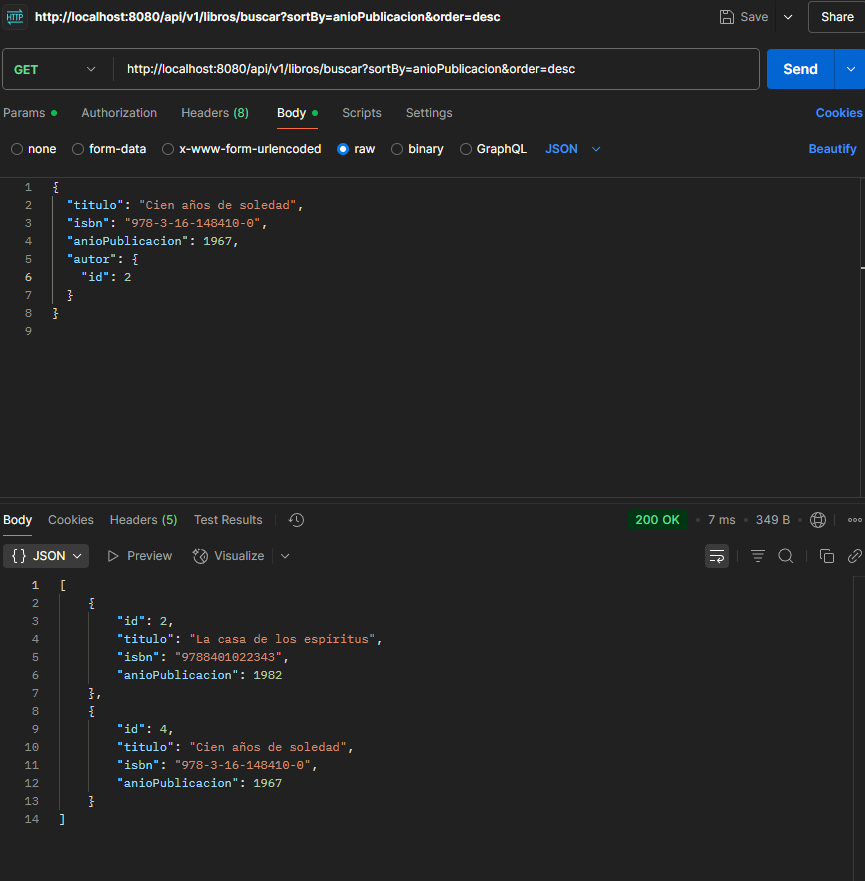 HTTP http://localhost:8080/api/v1/libros/buscar?sortBy=anioPublicacion&order=desc Save Share
GET http://localhost:8080/api/v1/libros/buscar?sortBy=anioPublicacion&order=desc Send
Params Authorization Headers (8) Body Scripts Settings Cookies
none form-data x-www-form-urlencoded raw binary GraphQL JSON Beautify
1 {
2 "titulo": "Cien años de soledad",
3 "isbn": "978-3-16-148410-0",
4 "anioPublicacion": 1967,
5 "autor": {
6 "id": 2
7 }
8 }
9
Body Cookies Headers (5) Test Results 200 OK • 7 ms • 349 B •
{} JSON Preview Visualize
1 [
2 {
3 "id": 2,
4 "titulo": "La casa de los espíritus",
5 "isbn": "9788401022343",
6 "anioPublicacion": 1982
7 },
8 {
9 "id": 4,
10 "titulo": "Cien años de soledad",
11 "isbn": "978-3-16-148410-0",
12 "anioPublicacion": 1967
13 }
14 ]